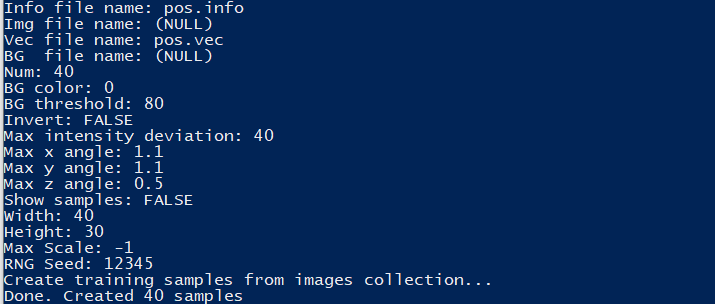 Info file name: pos.info
Img file name: (NULL)
Vec file name: pos.vec
BG  file name: (NULL)
Num: 40
BG color: 0
BG threshold: 80
Invert: FALSE
Max intensity deviation: 40
Max x angle: 1.1
Max y angle: 1.1
Max z angle: 0.5
Show samples: FALSE
Width: 40
Height: 30
Max Scale: -1
RNG Seed: 12345
Create training samples from images collection...
Done. Created 40 samples